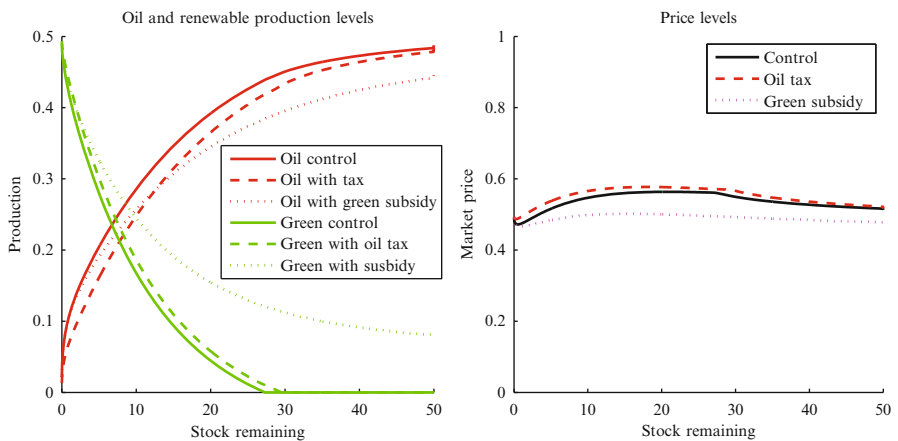 Oil and renewable production levels
0.5
0.4
0.3
0.2
0.1
0
Production
Oil control
Oil with tax
Oil with green subsidy
Green control
Green with oil tax
Green with susbidy
0 10 20 30 40 50
Stock remaining
Price levels
1
0.8
0.6
0.4
0.2
0
Market price
Control
Oil tax
Green subsidy
0 10 20 30 40 50
Stock remaining